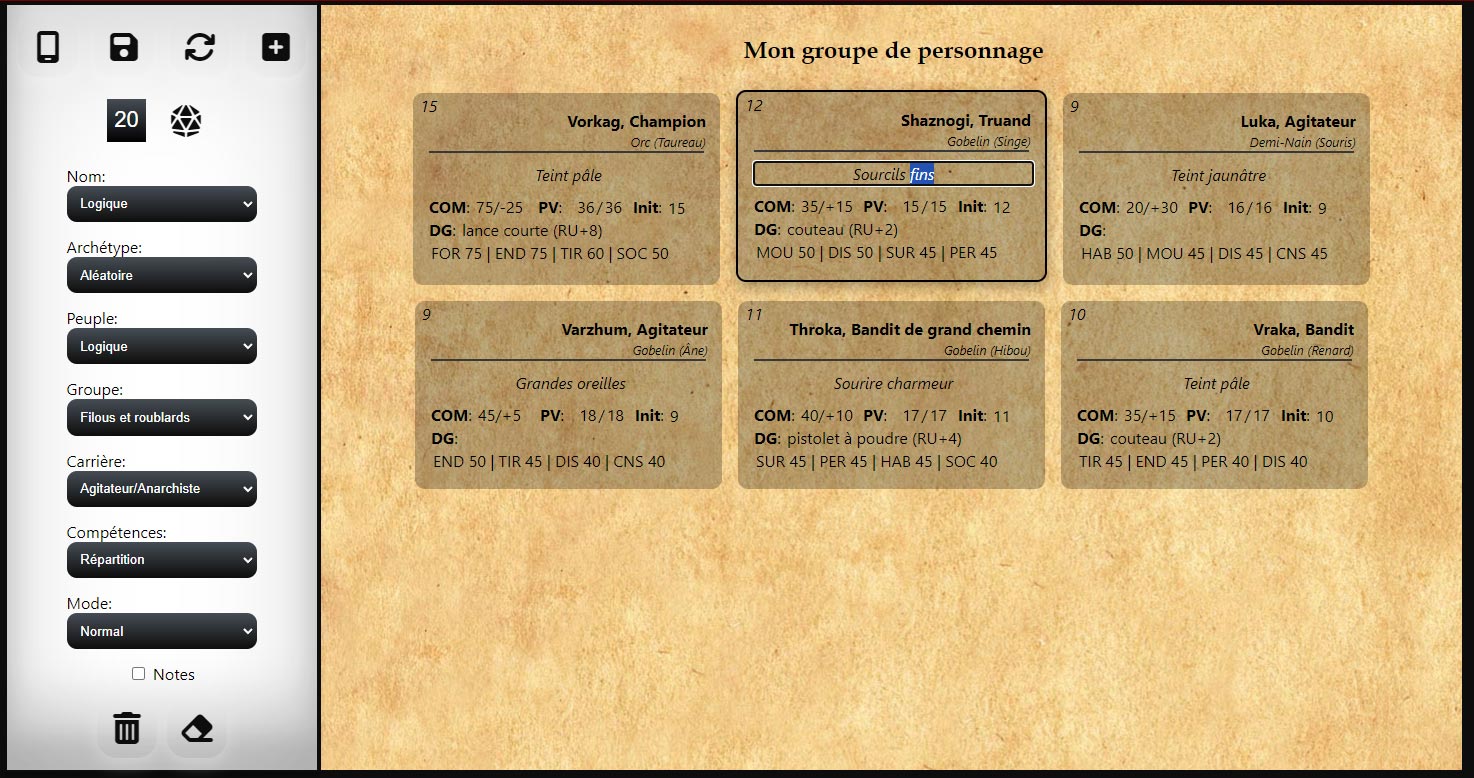 20
Nom:
Logique
Archétype:
Aléatoire
Peuple:
Logique
Groupe:
Filous et roublards
Carrière:
Agitateur/Anarchiste
Compétences:
Répartition
Mode:
Normal
Notes
Mon groupe de personnage
15
Vorkag, Champion
Orc (Taureau)
Teint pâle
COM: 75/-25 PV: 36/36 Init: 15
DG: lance courte (RU+8)
FOR 75 | END 75 | TIR 60 | SOC 50
12
Shaznogi, Truand
Gobelin (Singe)
Sourcils fins
COM: 35/+15 PV: 15/15 Init: 12
DG: couteau (RU+2)
MOU 50 | DIS 50 | SUR 45 | PER 45
9
Luka, Agitateur
Demi-Nain (Souris)
Teint jaunâtre
COM: 20/+30 PV: 16/16 Init: 9
DG:
HAB 50 | MOU 45 | DIS 45 | CNS 45
9
Varzhum, Agitateur
Gobelin (Âne)
Grandes oreilles
COM: 45/+5 PV: 18/18 Init: 9
DG:
END 50 | TIR 45 | DIS 40 | CNS 40
11
Throka, Bandit de grand chemin
Gobelin (Hibou)
Sourire charmeur
COM: 40/+10 PV: 17/17 Init: 11
DG: pistolet à poudre (RU+4)
SUR 45 | PER 45 | HAB 45 | SOC 40
10
Vraka, Bandit
Gobelin (Renard)
Teint pâle
COM: 35/+15 PV: 17/17 Init: 10
DG: couteau (RU+2)
TIR 45 | END 45 | PER 40 | DIS 40